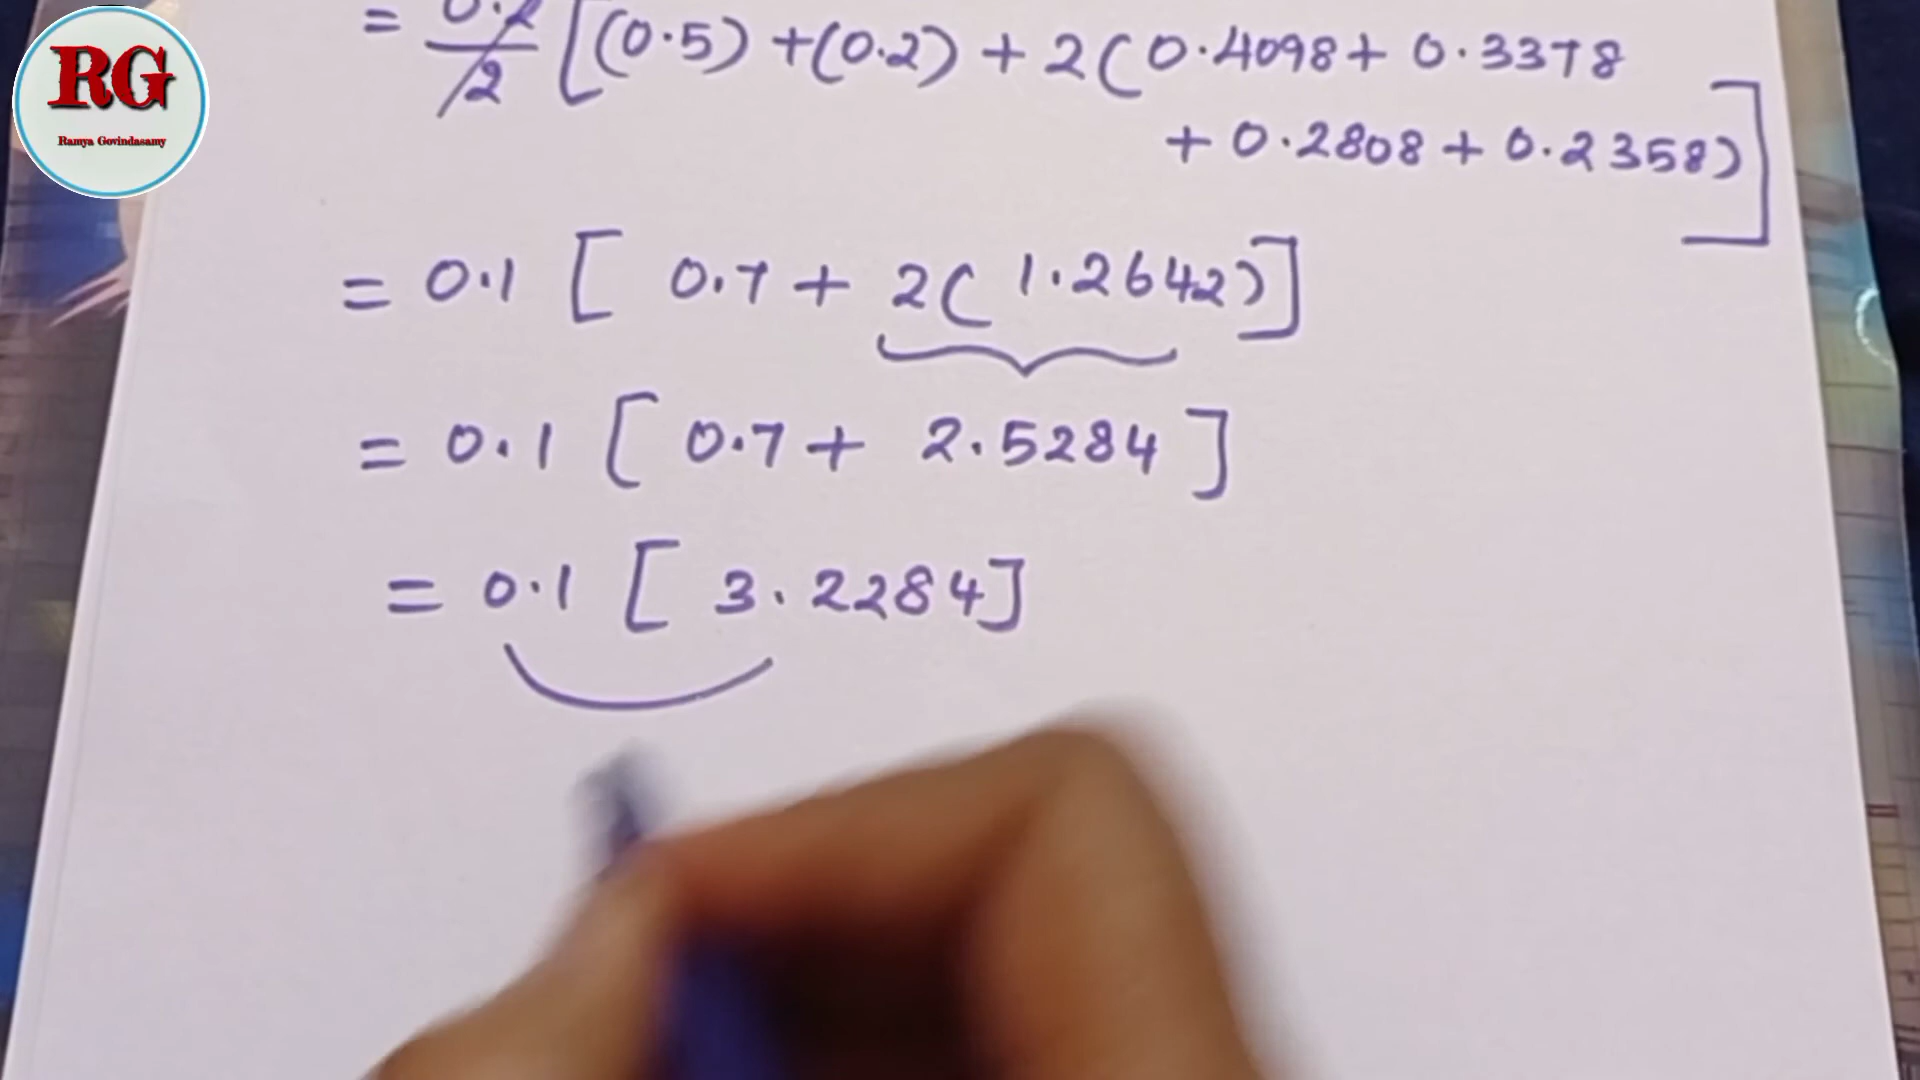 RG
Ramya Govindasamy
= 0.2/2 [(0.5) + (0.2) + 2(0.4098 + 0.3378
+ 0.2808 + 0.2358)]
= 0.1 [ 0.7 + 2( 1.2642)]
= 0.1 [ 0.7 + 2.5284 ]
= 0.1 [ 3.2284]